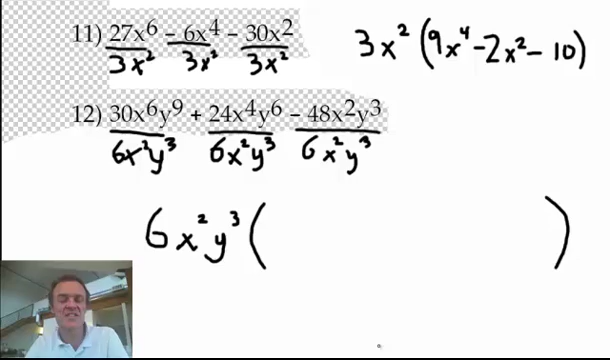 11) 27x⁶ – 6x⁴ – 30x² 3x² (9x⁴ - 2x² - 10)
3x² 3x² 3x²
12) 30x⁶y⁹ + 24x⁴y⁶ – 48x²y³
6x²y³ 6x²y³ 6x²y³
6x²y³ ( )